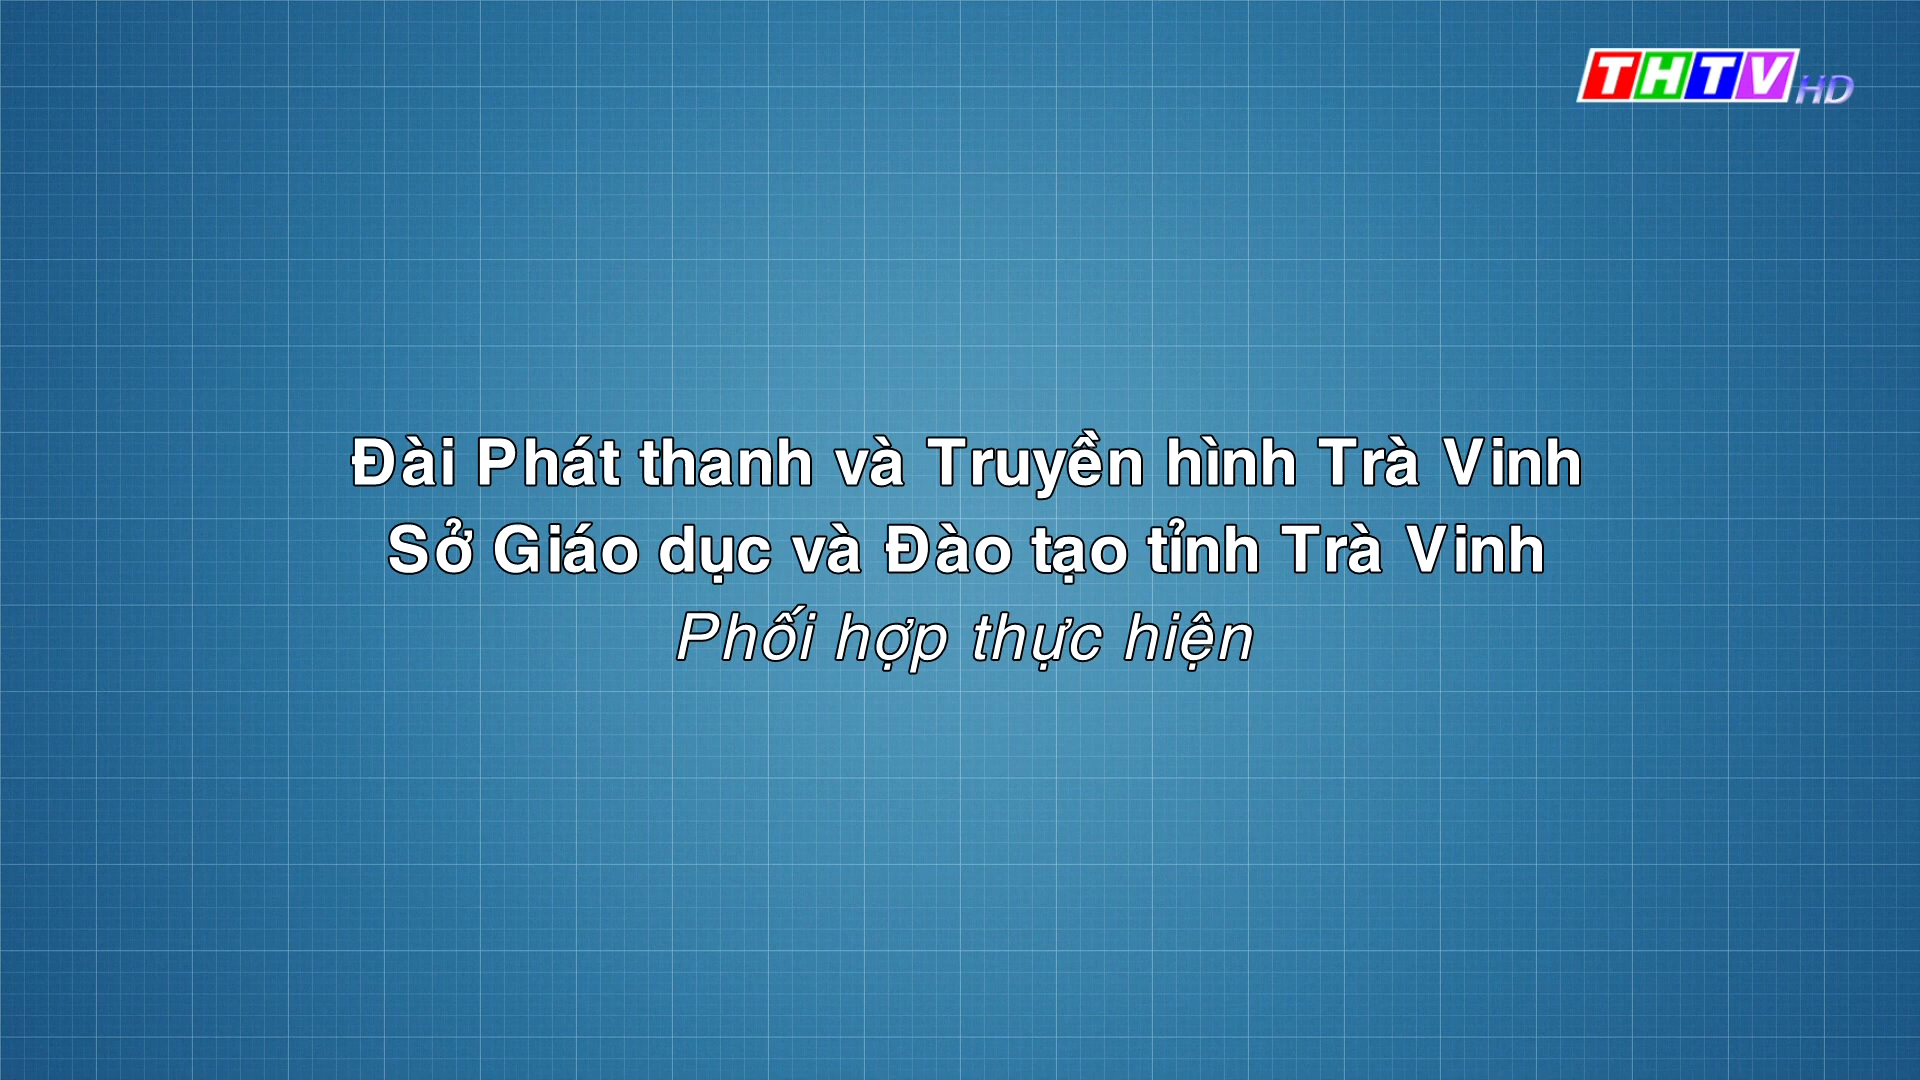 THTV HD
Đài Phát thanh và Truyền hình Trà Vinh
Sở Giáo dục và Đào tạo tỉnh Trà Vinh
Phối hợp thực hiện